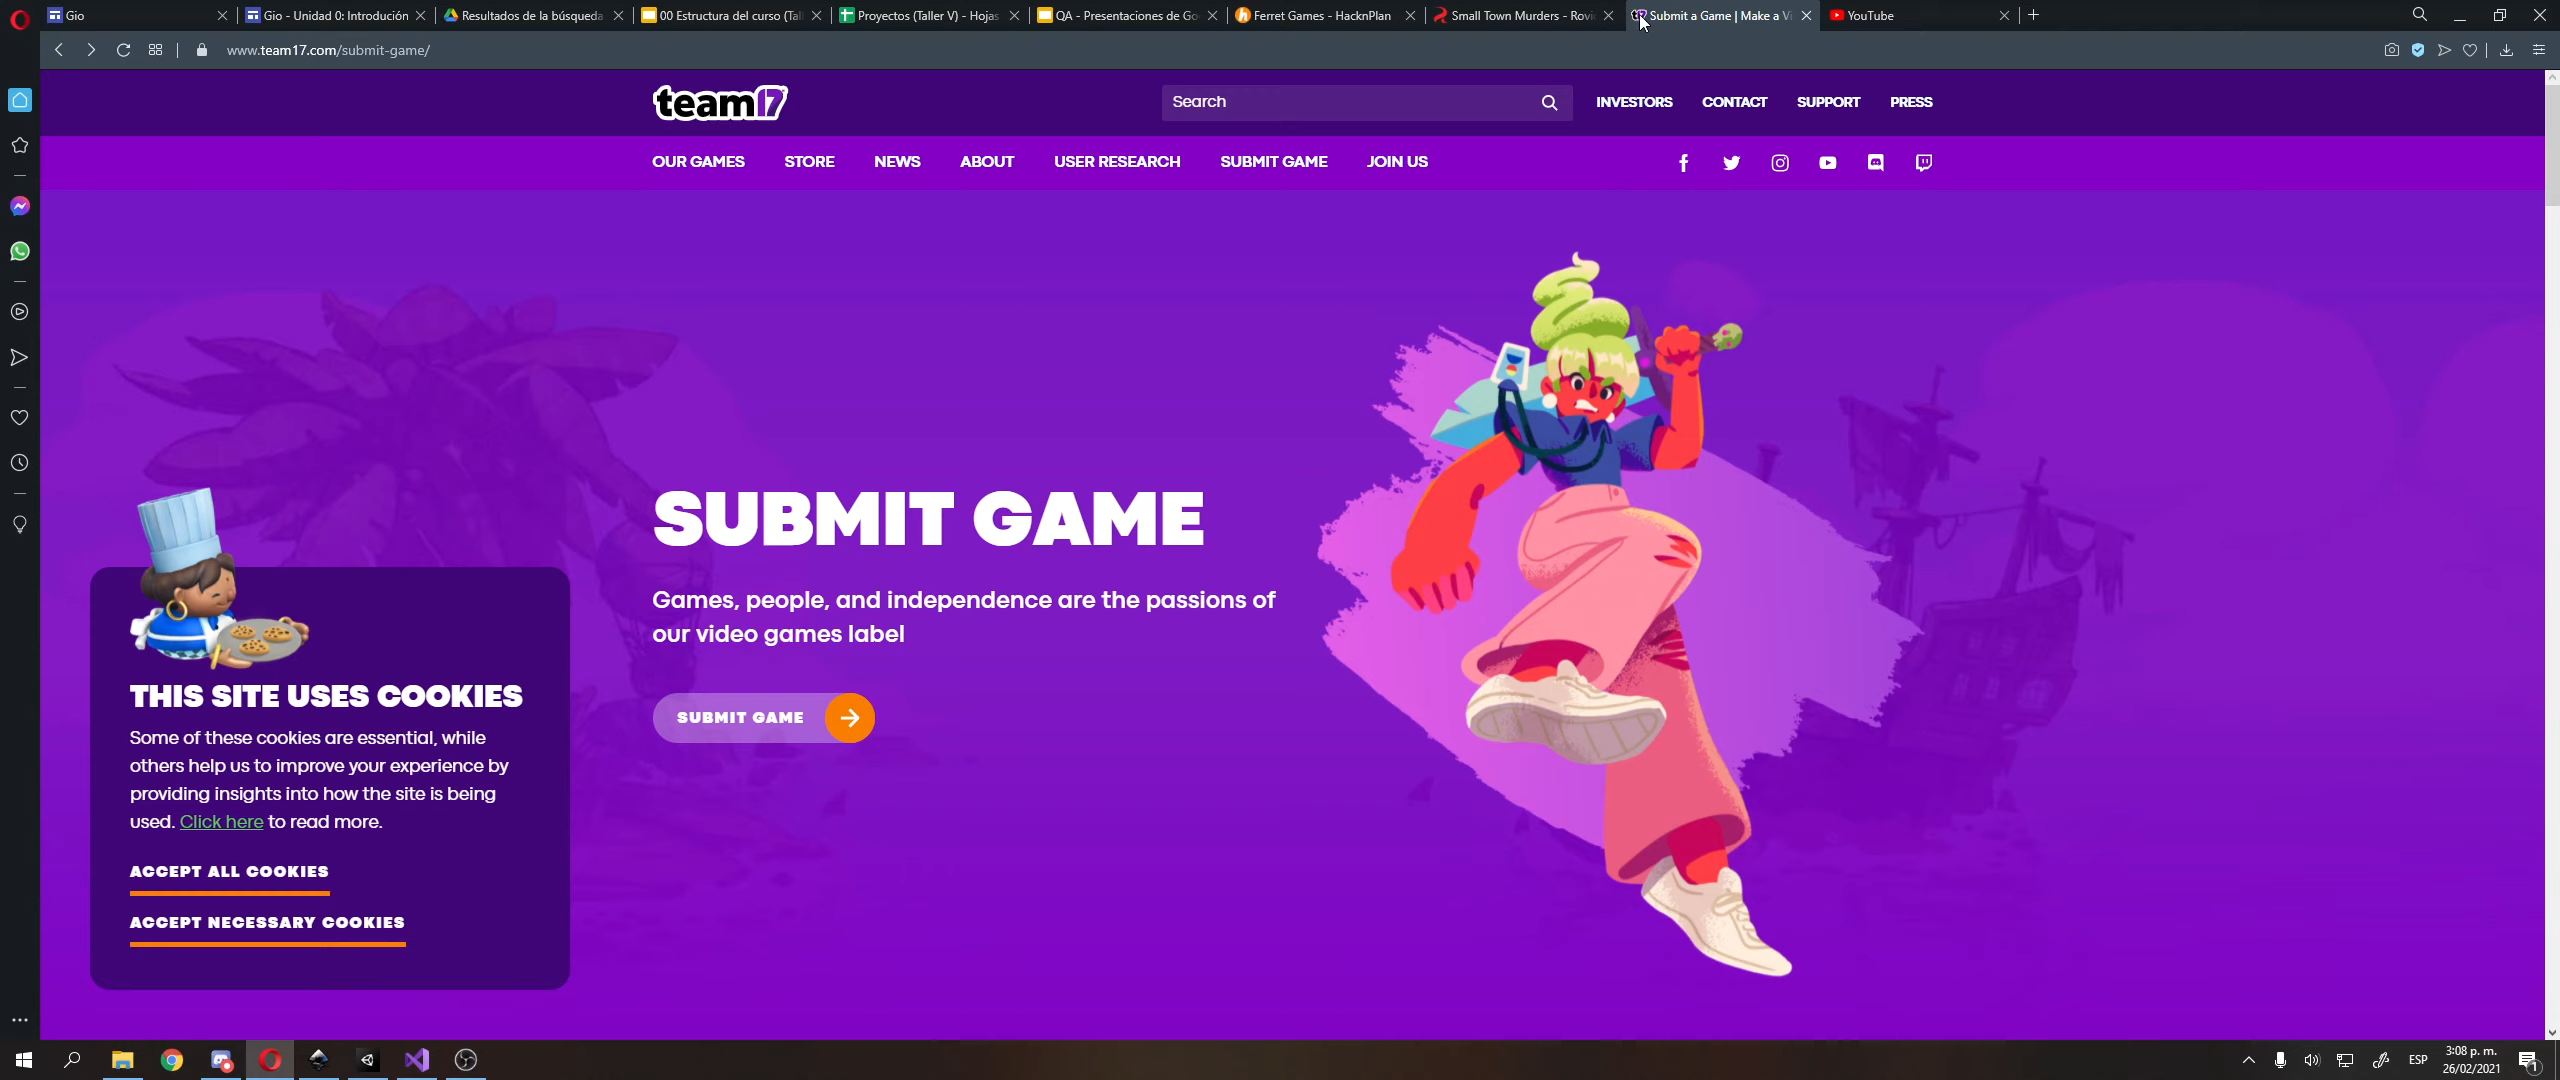 Gio
Gio - Unidad 0: Introdución
Resultados de la búsqueda
00 Estructura del curso (Tall
Proyectos (Taller V) - Hojas
QA - Presentaciones de Go
Ferret Games - HacknPlan
Small Town Murders - Rovi
Submit a Game | Make a Vi
YouTube
www.team17.com/submit-game/
team17
Search
INVESTORS
CONTACT
SUPPORT
PRESS
OUR GAMES
STORE
NEWS
ABOUT
USER RESEARCH
SUBMIT GAME
JOIN US
SUBMIT GAME
Games, people, and independence are the passions of
our video games label
SUBMIT GAME
THIS SITE USES COOKIES
Some of these cookies are essential, while
others help us to improve your experience by
providing insights into how the site is being
used. Click here to read more.
ACCEPT ALL COOKIES
ACCEPT NECESSARY COOKIES
ESP
3:08 p. m.
26/02/2021
1